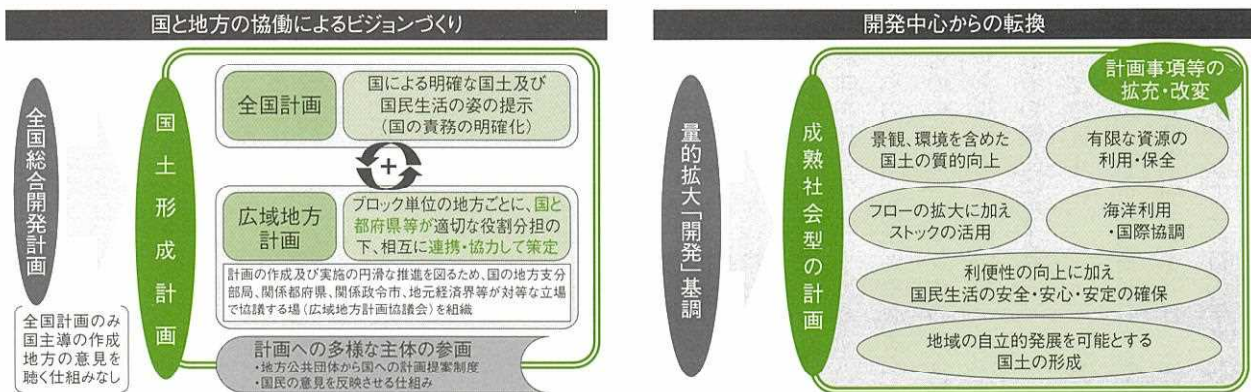 国と地方の協働によるビジョンづくり
全国総合開発計画
全国計画のみ
国主導の作成
地方の意見を
聴く仕組みなし
国土形成計画
全国計画
国による明確な国土及び
国民生活の姿の提示
(国の責務の明確化)
+
広域地方
計画
ブロック単位の地方ごとに、国と
都府県等が適切な役割分担の
下、相互に連携・協力して策定
計画の作成及び実施の円滑な推進を図るため、国の地方支分
部局、関係都府県、関係政令市、地元経済界等が対等な立場
で協議する場(広域地方計画協議会)を組織
計画への多様な主体の参画
・地方公共団体から国への計画提案制度
・国民の意見を反映させる仕組み
開発中心からの転換
量的拡大「開発」基調
成熟社会型の計画
計画事項等の
拡充・改変
景観、環境を含めた
国土の質的向上
有限な資源の
利用・保全
フローの拡大に加え
ストックの活用
海洋利用
・国際協調
利便性の向上に加え
国民生活の安全・安心・安定の確保
地域の自立的発展を可能とする
国土の形成